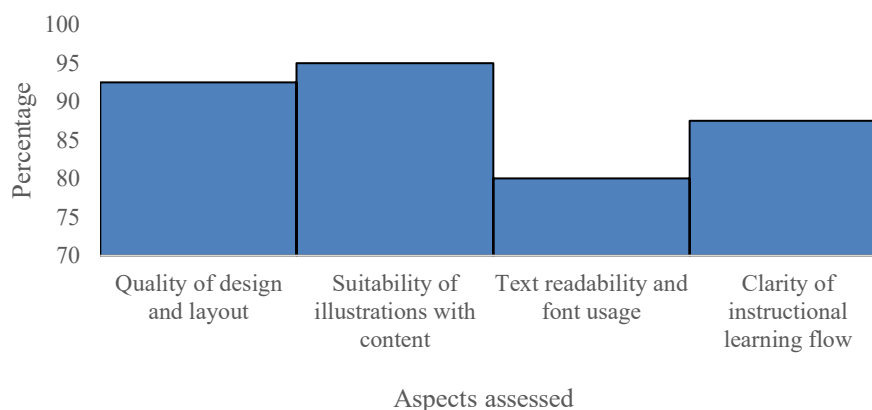 100
95
90
85
80
75
70
Percentage
Quality of design
and layout
Suitability of
illustrations with
content
Text readability and
font usage
Clarity of
instructional
learning flow
Aspects assessed